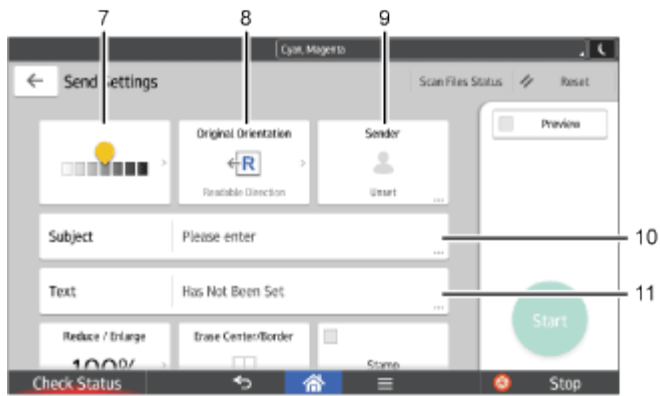 7 8 9
Cyan, Magenta
Send Settings Scan Files Status Reset
Original Orientation Sender Preview
R
Readable Direction Unset
...
Subject Please enter ... 10
Text Has Not Been Set ... 11
Start
Reduce / Enlarge Erase Center/Border
100% Stamp
Check Status Stop